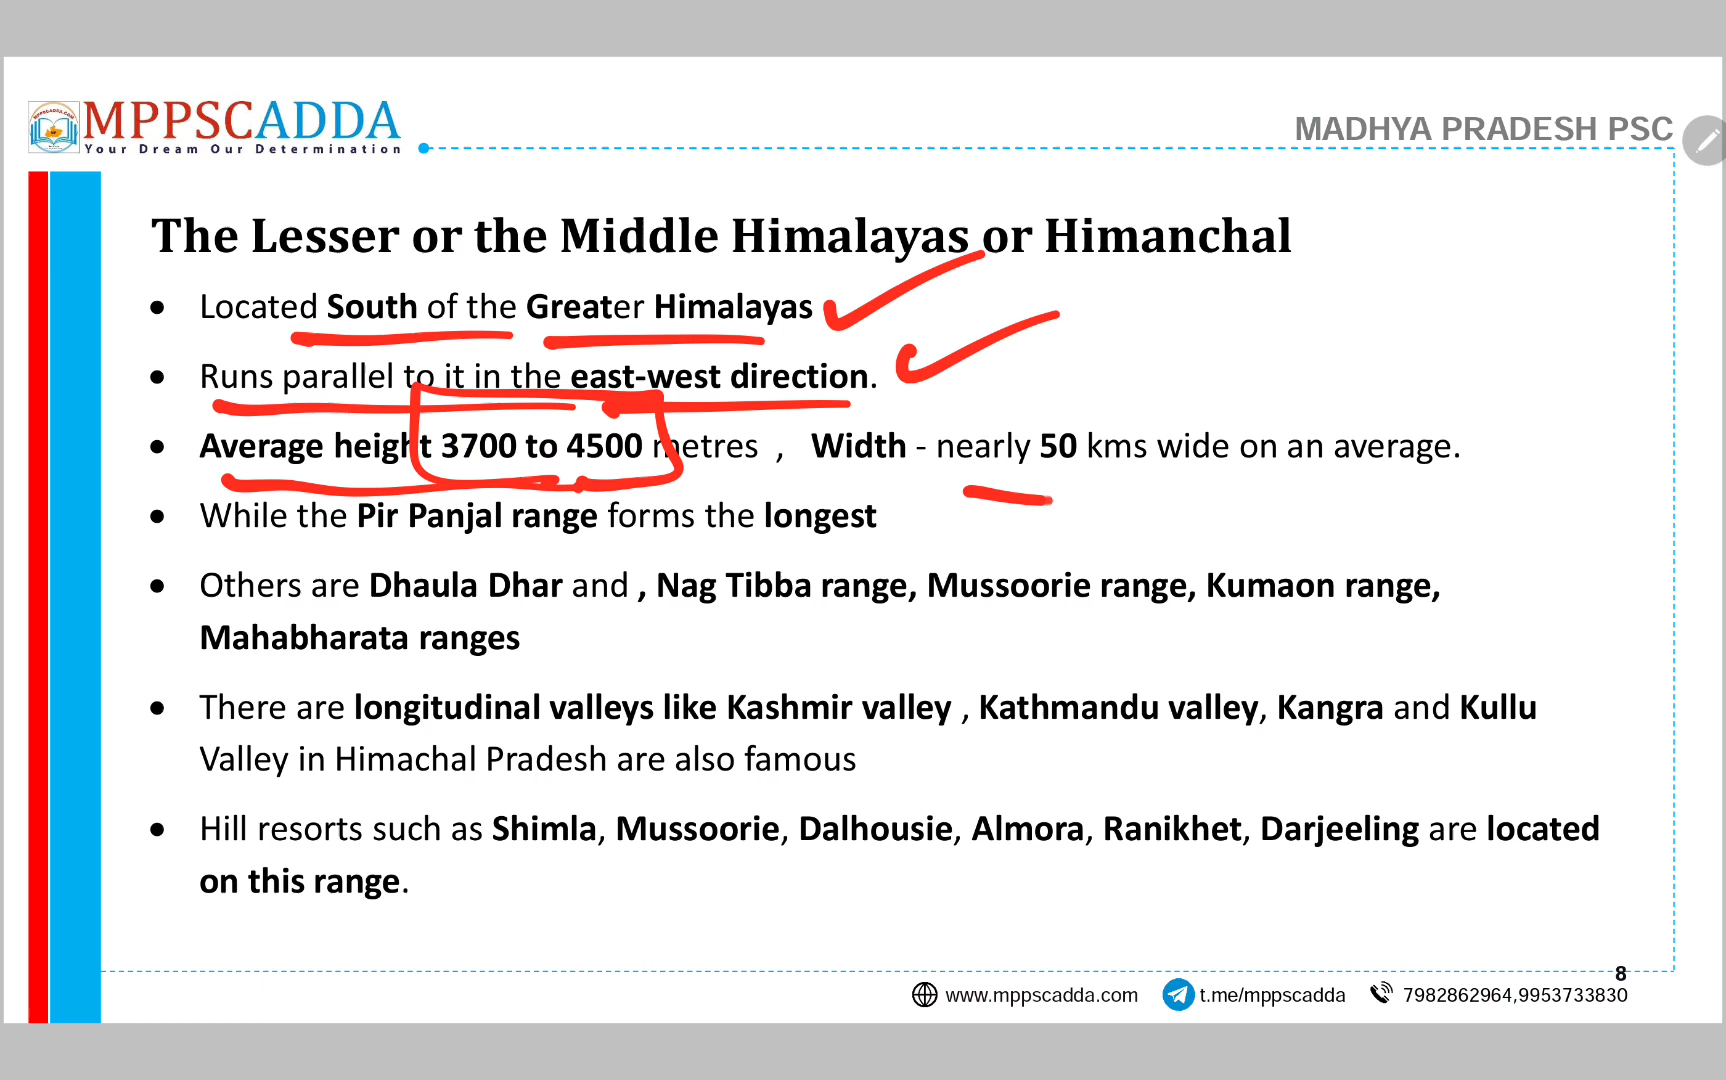 MPPSCADDA
Your Dream Our Determination
MADHYA PRADESH PSC
The Lesser or the Middle Himalayas or Himanchal
• Located South of the Greater Himalayas
• Runs parallel to it in the east-west direction.
• Average height 3700 to 4500 metres , Width - nearly 50 kms wide on an average.
• While the Pir Panjal range forms the longest
• Others are Dhaula Dhar and , Nag Tibba range, Mussoorie range, Kumaon range,
Mahabharata ranges
• There are longitudinal valleys like Kashmir valley , Kathmandu valley, Kangra and Kullu
Valley in Himachal Pradesh are also famous
• Hill resorts such as Shimla, Mussoorie, Dalhousie, Almora, Ranikhet, Darjeeling are located
on this range.
8
www.mppscadda.com t.me/mppscadda 7982862964,9953733830